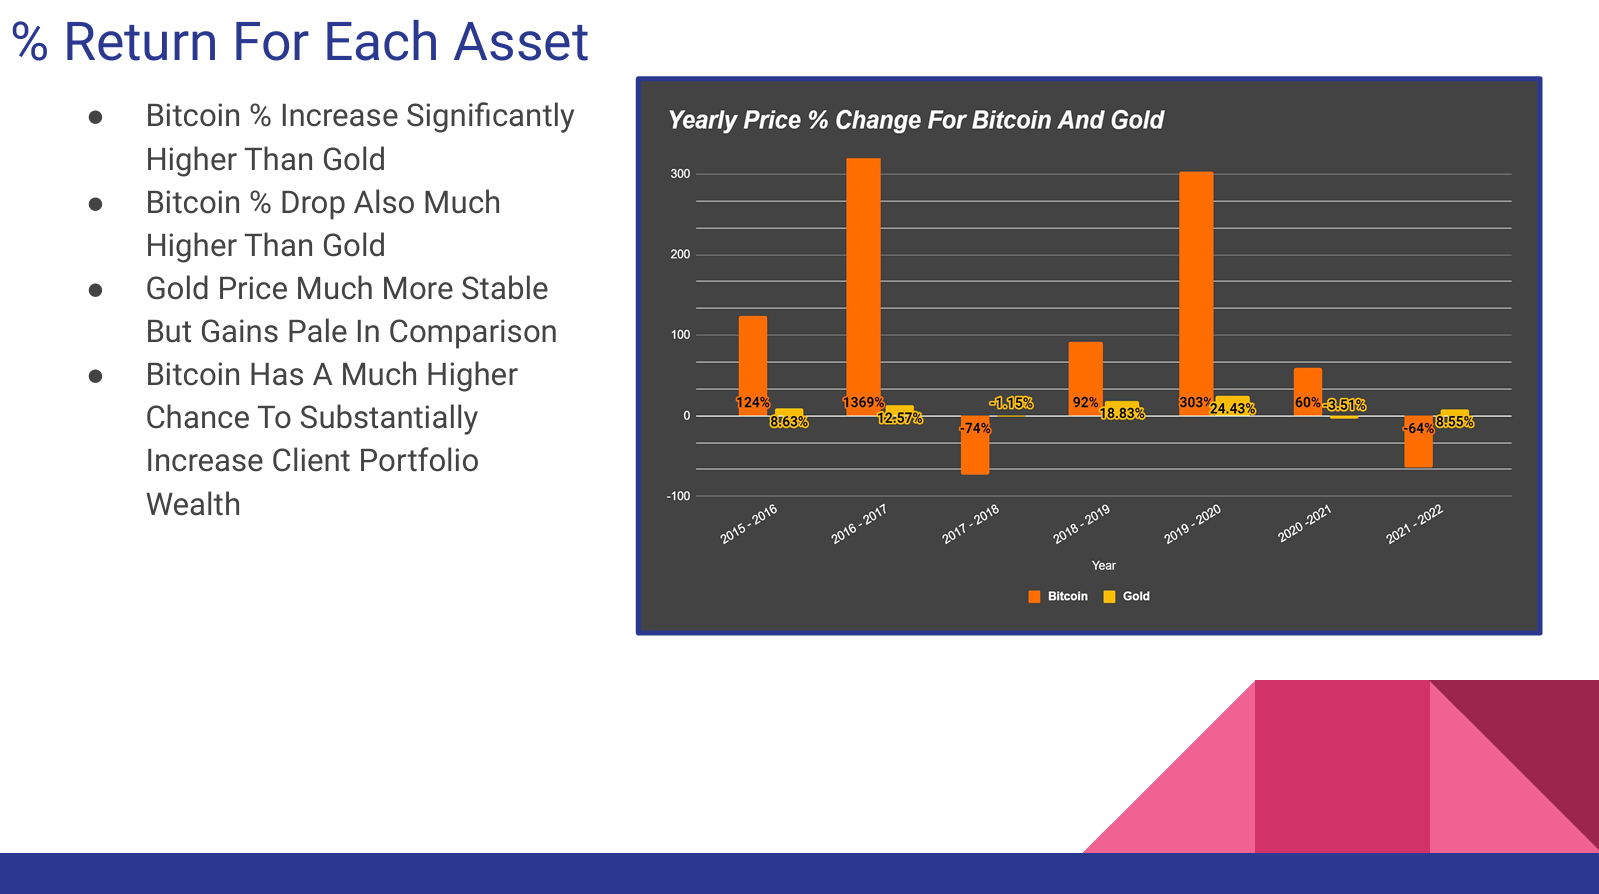 % Return For Each Asset
● Bitcoin % Increase Significantly
Higher Than Gold
● Bitcoin % Drop Also Much
Higher Than Gold
● Gold Price Much More Stable
But Gains Pale In Comparison
● Bitcoin Has A Much Higher
Chance To Substantially
Increase Client Portfolio
Wealth
Yearly Price % Change For Bitcoin And Gold
300
200
100
0
-100
124%
8.63%
1369%
12.57%
-74%
-1.15%
92%
18.83%
303%
24.43%
60%
-3.51%
-64%
8.55%
2015 - 2016
2016 - 2017
2017 - 2018
2018 - 2019
2019 - 2020
2020 -2021
2021 - 2022
Year
Bitcoin
Gold